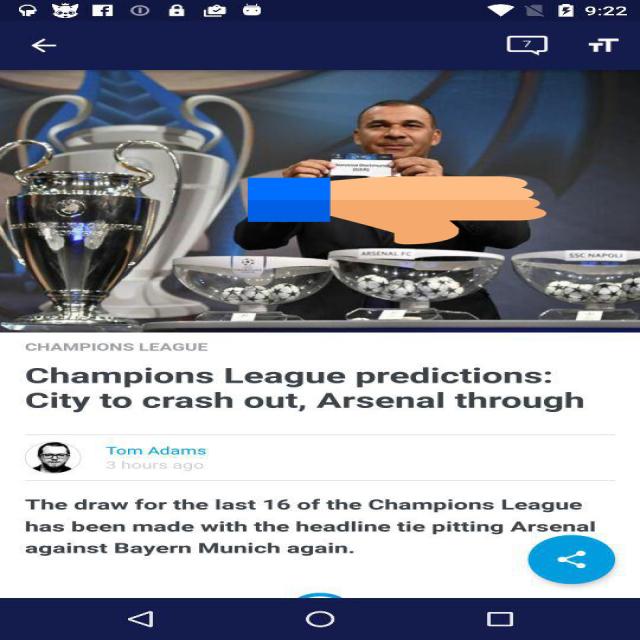 9:22
7
TT
Borussia Dortmund
(GER)
ARSENAL FC
SSC NAPOLI
CHAMPIONS LEAGUE
Champions League predictions:
City to crash out, Arsenal through
Tom Adams
3 hours ago
The draw for the last 16 of the Champions League
has been made with the headline tie pitting Arsenal
against Bayern Munich again.